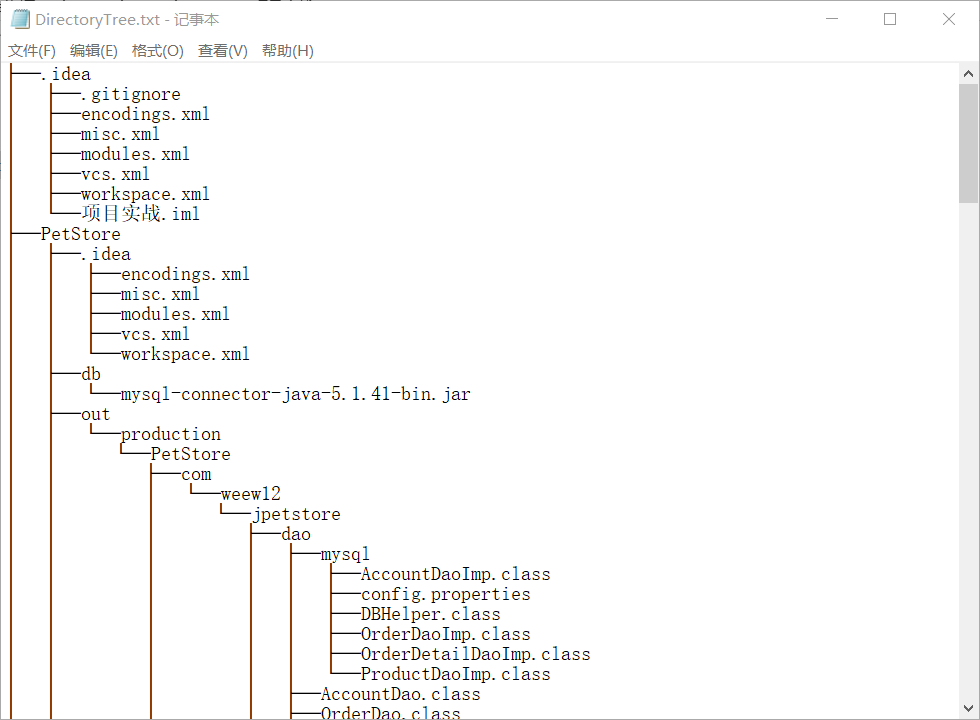 DirectoryTree.txt - 记事本
文件(F) 编辑(E) 格式(O) 查看(V) 帮助(H)
├──.idea
│   ├──.gitignore
│   ├──encodings.xml
│   ├──misc.xml
│   ├──modules.xml
│   ├──vcs.xml
│   ├──workspace.xml
│   └──项目实战.iml
├──PetStore
│   ├──.idea
│   │   ├──encodings.xml
│   │   ├──misc.xml
│   │   ├──modules.xml
│   │   ├──vcs.xml
│   │   └──workspace.xml
│   ├──db
│   │   └──mysql-connector-java-5.1.41-bin.jar
│   ├──out
│   │   └──production
│   │   │   └──PetStore
│   │   │   │   ├──com
│   │   │   │   │   └──weew12
│   │   │   │   │   │   └──jpetstore
│   │   │   │   │   │   │   ├──dao
│   │   │   │   │   │   │   │   ├──mysql
│   │   │   │   │   │   │   │   │   ├──AccountDaoImp.class
│   │   │   │   │   │   │   │   │   ├──config.properties
│   │   │   │   │   │   │   │   │   ├──DBHelper.class
│   │   │   │   │   │   │   │   │   ├──OrderDaoImp.class
│   │   │   │   │   │   │   │   │   ├──OrderDetailDaoImp.class
│   │   │   │   │   │   │   │   │   └──ProductDaoImp.class
│   │   │   │   │   │   │   │   ├──AccountDao.class
│   │   │   │   │   │   │   │   ├──OrderDao.class